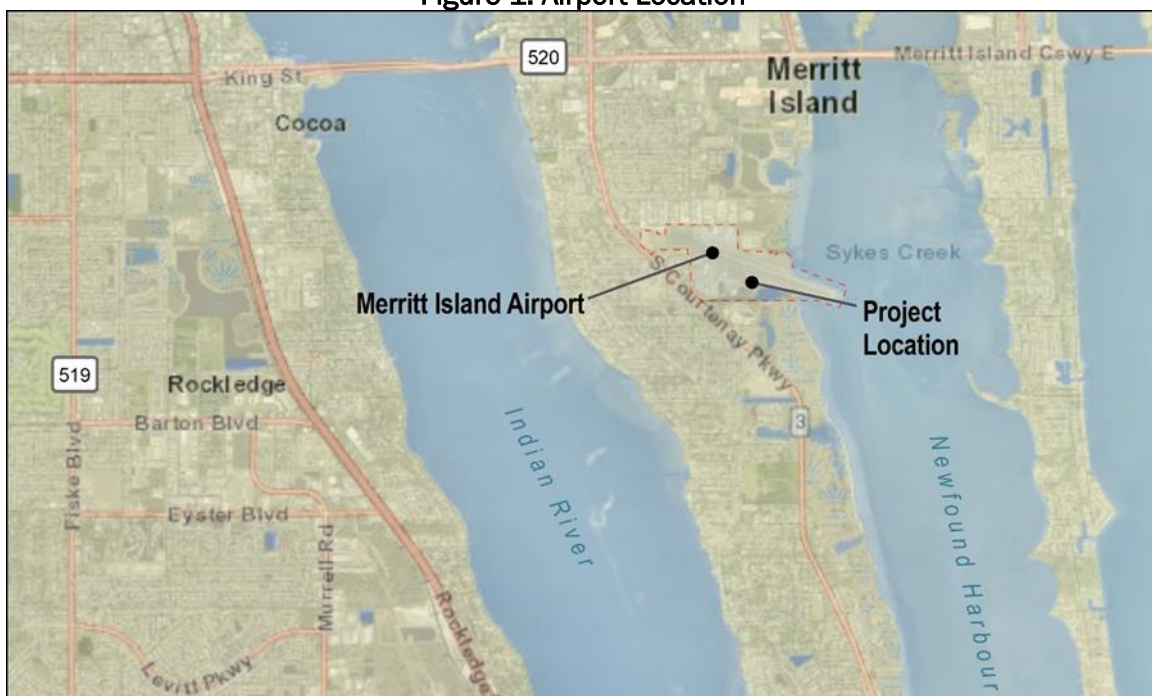 Figure 1. Airport Location
520
Merritt Island Cswy E
King St
Merritt
Island
Cocoa
Sykes Creek
Merritt Island Airport
S Courtenay Pkwy
Project
Location
519
Rockledge
Barton Blvd
3
Indian River
Fiske Blvd
Newfound Harbour
Eyster Blvd
Murrell Rd
Rockledge
Levitt Pkwy